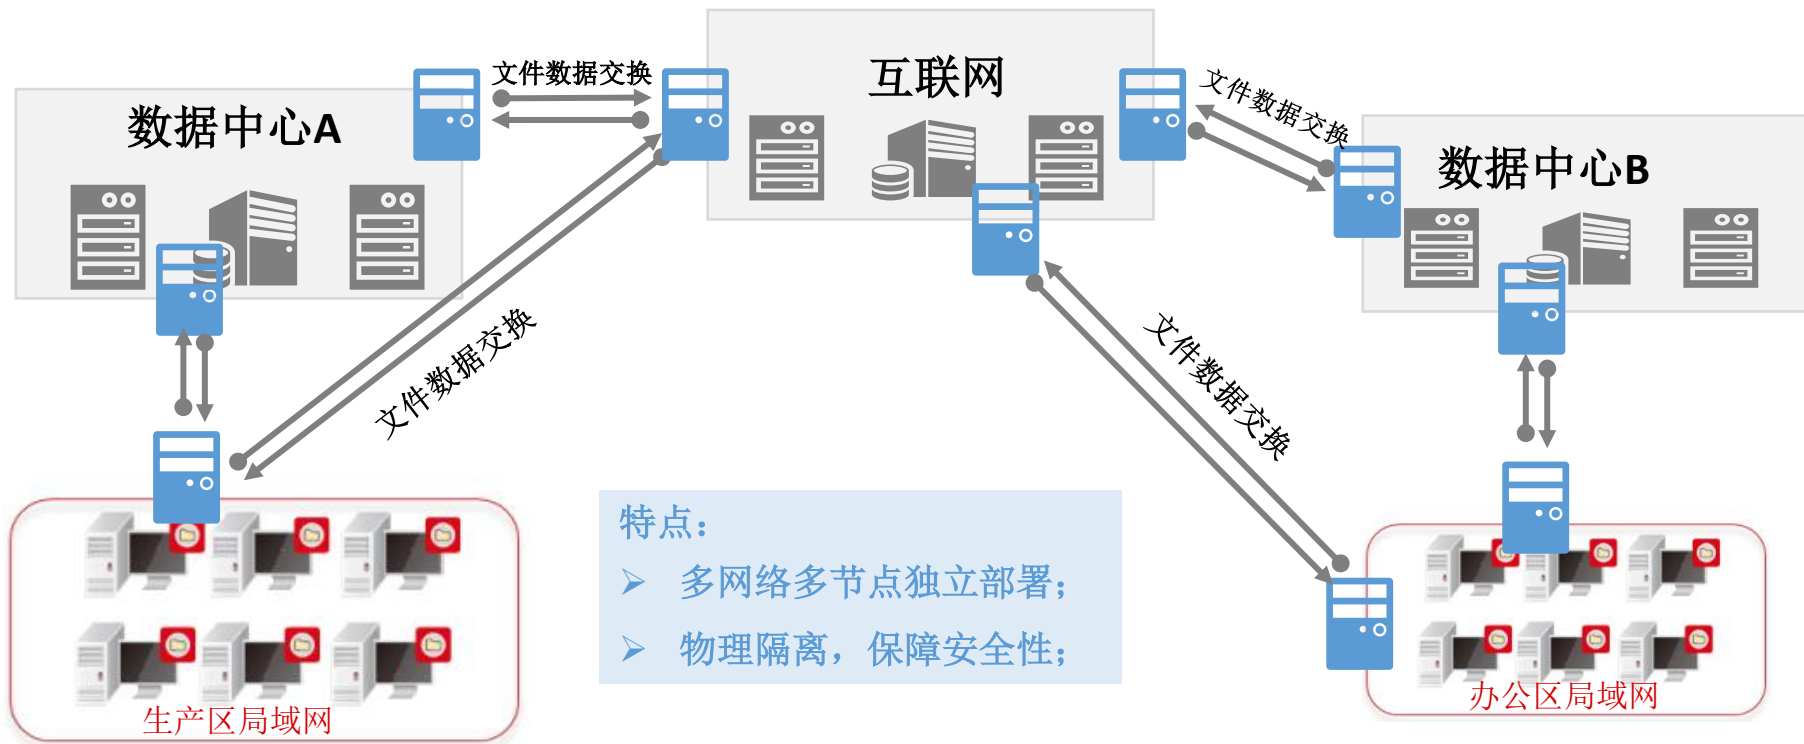 互联网
文件数据交换
文件数据交换
数据中心A
数据中心B
文件数据交换
文件数据交换
特点：
➢ 多网络多节点独立部署；
➢ 物理隔离，保障安全性；
生产区局域网
办公区局域网